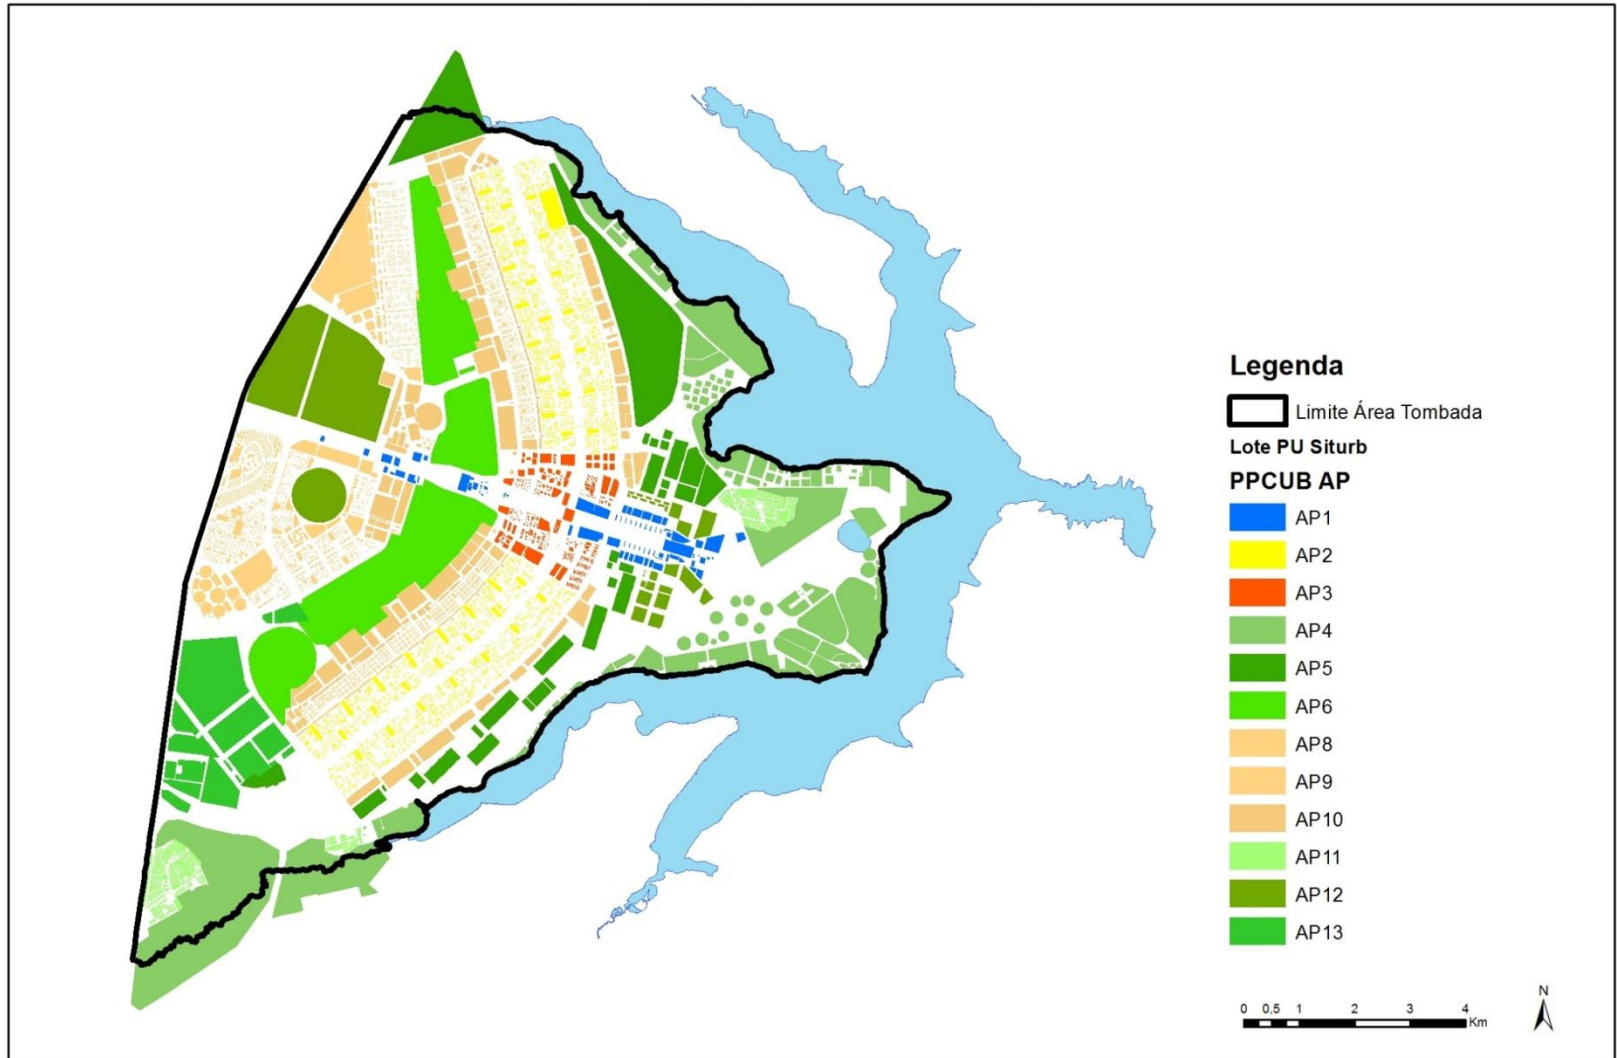 Legenda
Limite Área Tombada
Lote PU Siturb
PPCUB AP
AP1
AP2
AP3
AP4
AP5
AP6
AP8
AP9
AP10
AP11
AP12
AP13
0 0,5 1 2 3 4
Km
N